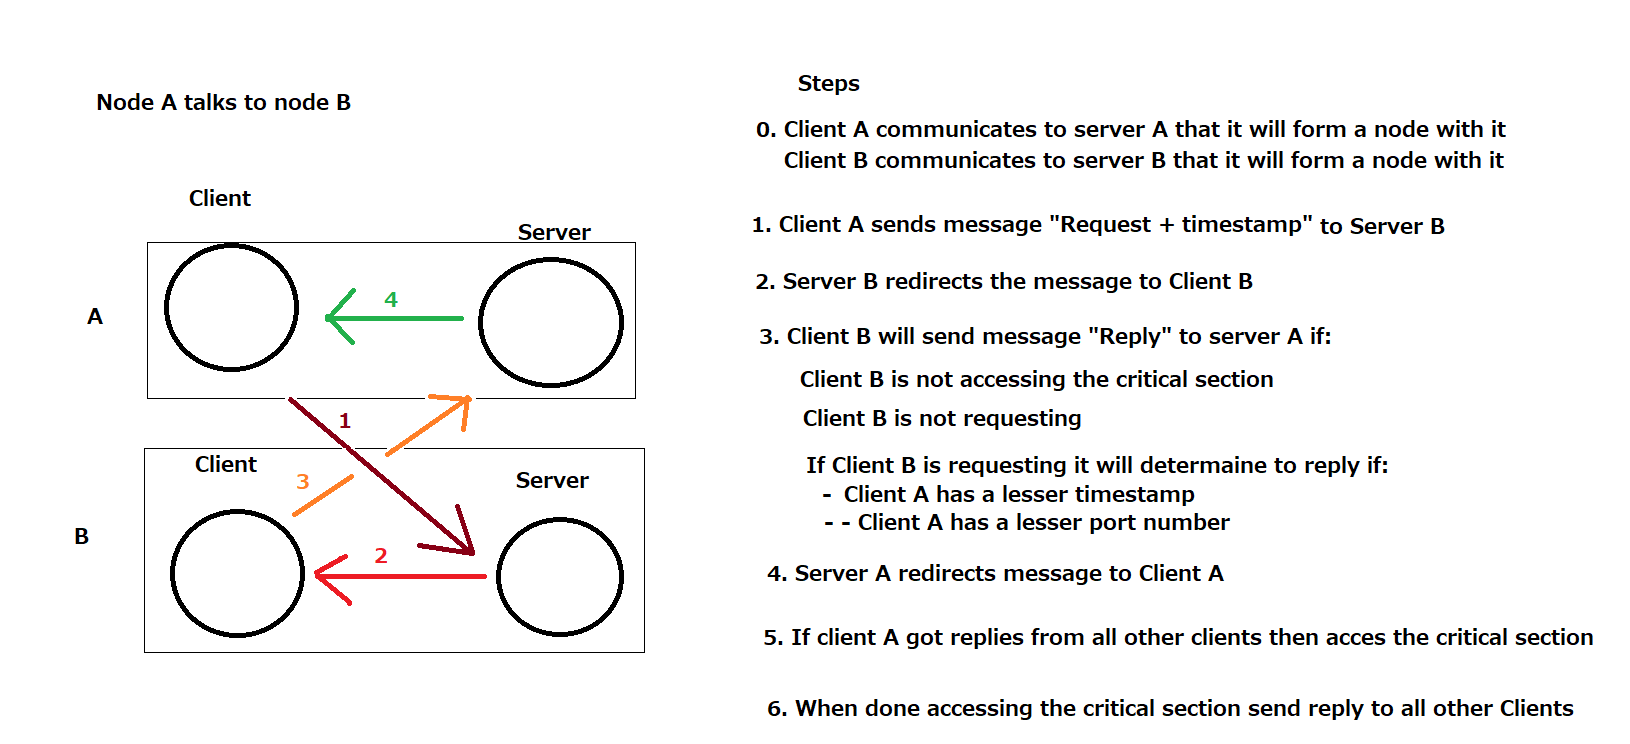 Node A talks to node B
Client
Server
A
4
1
Client
3
Server
B
2
Steps
0. Client A communicates to server A that it will form a node with it
Client B communicates to server B that it will form a node with it
1. Client A sends message "Request + timestamp" to Server B
2. Server B redirects the message to Client B
3. Client B will send message "Reply" to server A if:
Client B is not accessing the critical section
Client B is not requesting
If Client B is requesting it will determaine to reply if:
- Client A has a lesser timestamp
- - Client A has a lesser port number
4. Server A redirects message to Client A
5. If client A got replies from all other clients then acces the critical section
6. When done accessing the critical section send reply to all other Clients